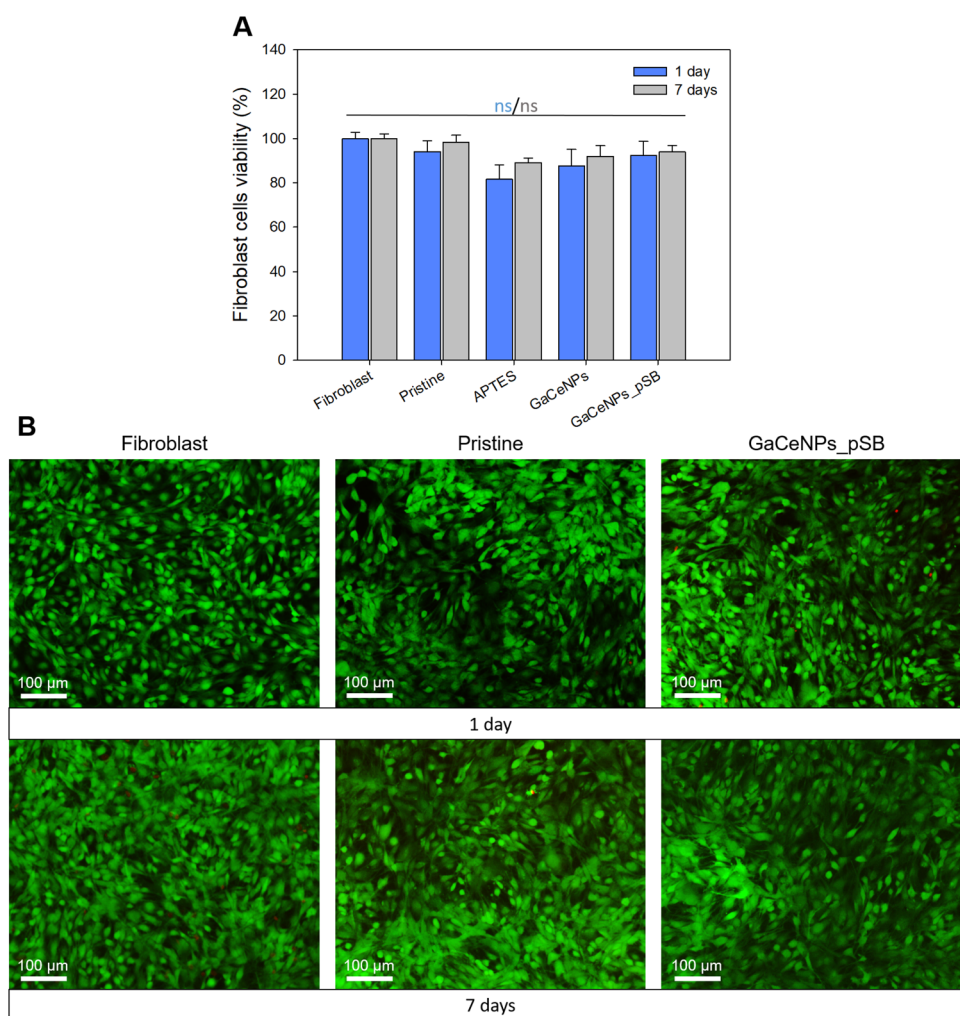 A
140
120
100
80
60
40
20
0
Fibroblast cells viability (%)
1 day
7 days
ns/ns
Fibroblast
Pristine
APTES
GaCeNPs
GaCeNPs_pSB
B
Fibroblast
Pristine
GaCeNPs_pSB
100 µm
100 µm
100 µm
1 day
100 µm
100 µm
100 µm
7 days